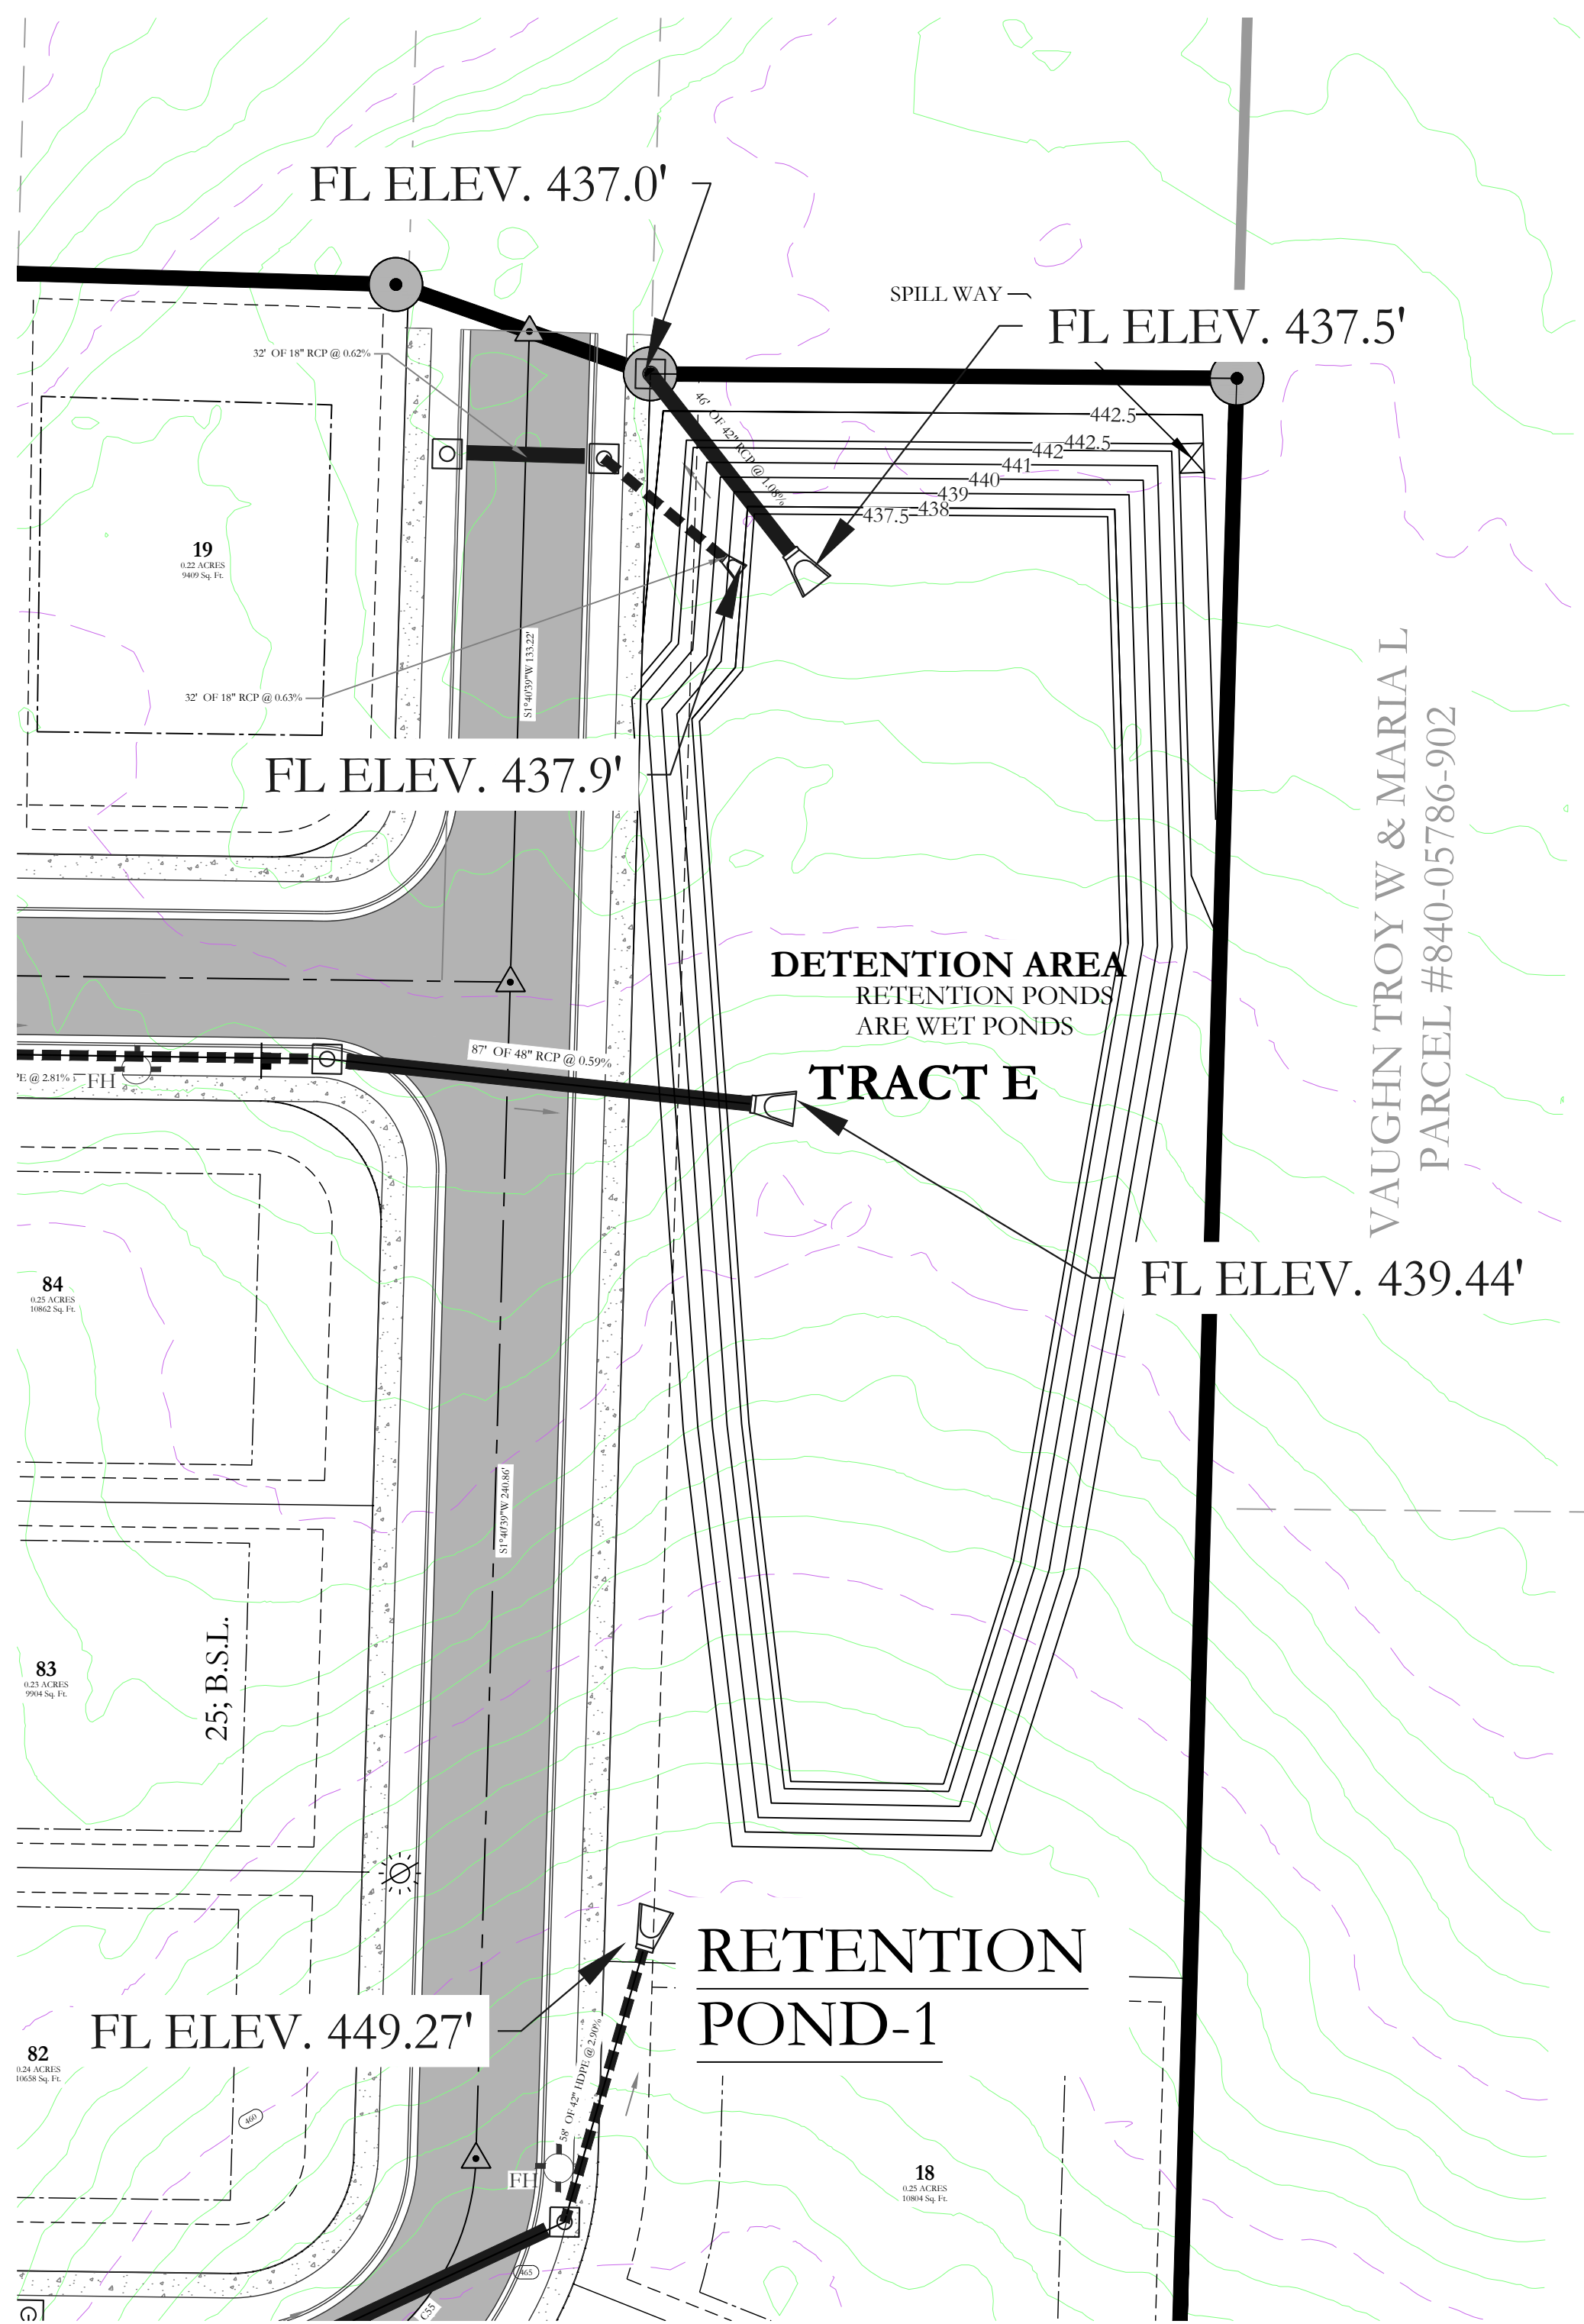 FL ELEV. 437.0'
SPILL WAY
FL ELEV. 437.5'
32' OF 18" RCP @ 0.62%
46' OF 42" RCP @ 1.08%
442.5
442.5
442
441
440
439
438
437.5
19
0.22 ACRES
9409 Sq. Ft.
S1°40'39"W 133.22'
32' OF 18" RCP @ 0.63%
FL ELEV. 437.9'
VAUGHN TROY W & MARIA L
PARCEL #840-05786-902
DETENTION AREA
RETENTION PONDS
ARE WET PONDS
TRACT E
87' OF 48" RCP @ 0.59%
PE @ 2.81%
FH
FL ELEV. 439.44'
84
0.25 ACRES
10862 Sq. Ft.
S1°40'39"W 240.86'
25; B.S.L.
83
0.23 ACRES
9904 Sq. Ft.
RETENTION
POND-1
FL ELEV. 449.27'
58' OF 42" HDPE @ 2.90%
82
0.24 ACRES
10658 Sq. Ft.
460
FH
18
0.25 ACRES
10804 Sq. Ft.
465
C55